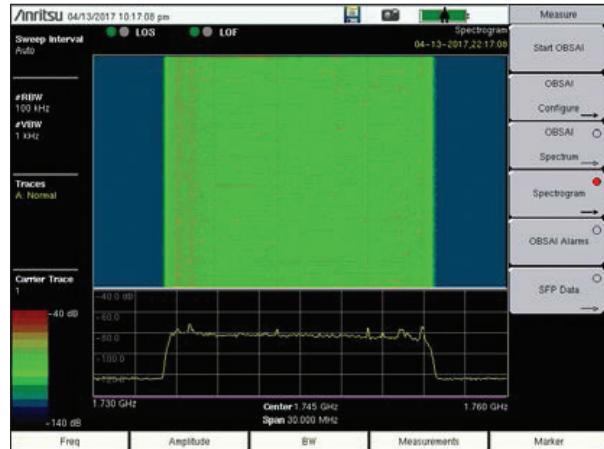 Anritsu 04/13/2017 10:17:08 pm
Measure
LOS
LOF
Spectrogram
04-13-2017,22:17:08
Sweep Interval
Auto
#RBW
100 kHz
#VBW
1 kHz
Traces
A: Normal
Carrier Trace
1
-40 dB
-140 dB
-40.0 dB
-60.0
-80.0
-100.0
-120.0
1.730 GHz
Center 1.745 GHz
1.760 GHz
Span 30.000 MHz
Start OBSAI
OBSAI
Configure
OBSAI
Spectrum
Spectrogram
OBSAI Alarms
SFP Data
Freq
Amplitude
BW
Measurements
Marker